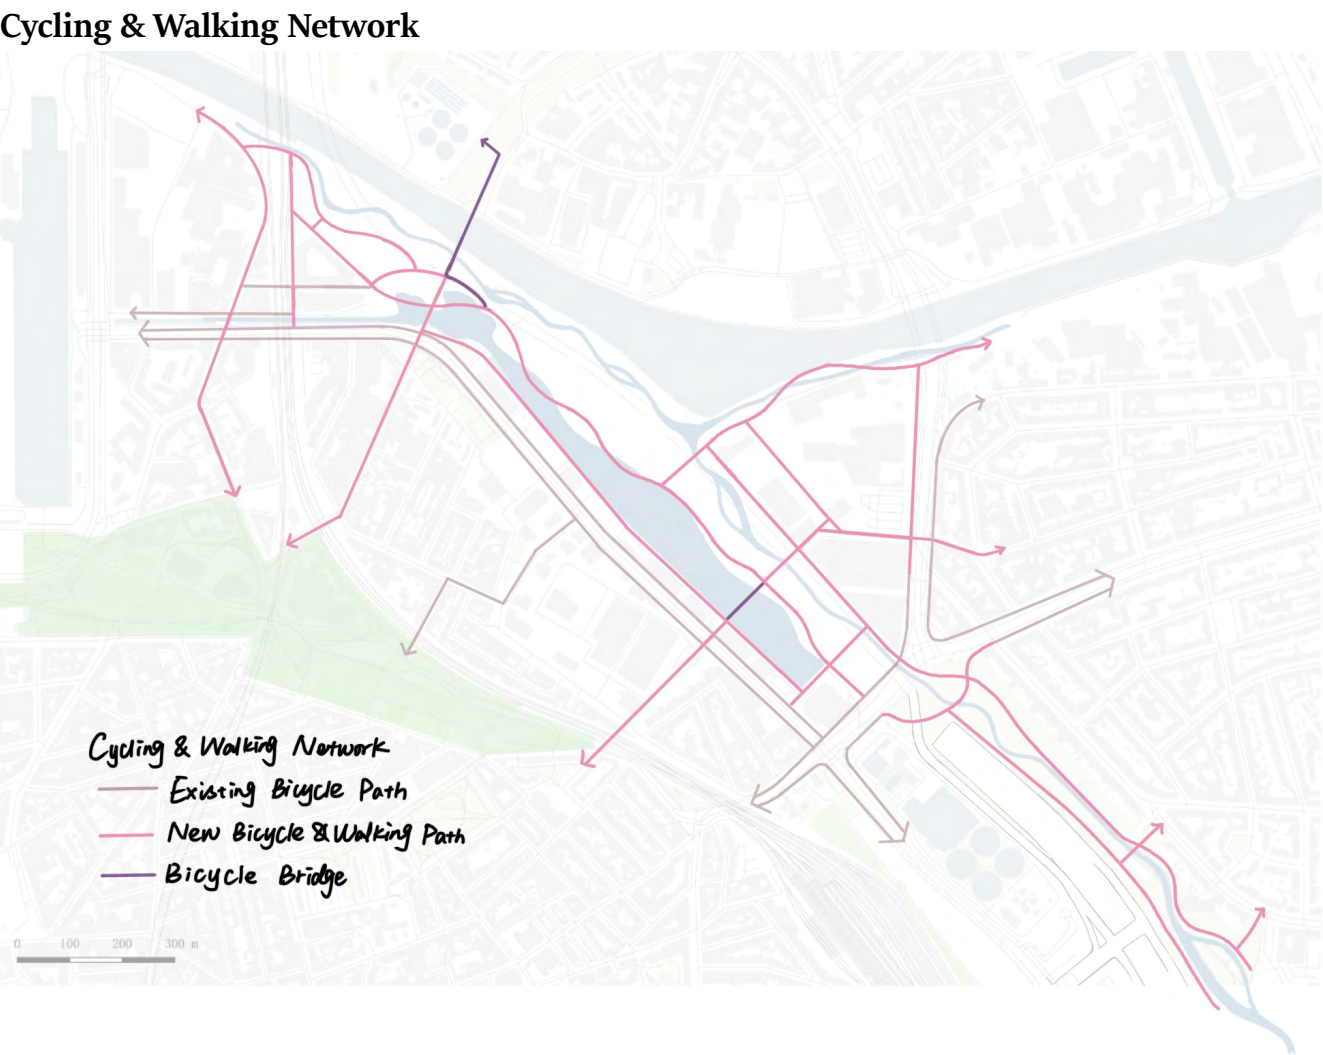 Cycling & Walking Network
Cycling & Walking Network
Existing Bicycle Path
New Bicycle & Walking Path
Bicycle Bridge
0 100 200 300 m